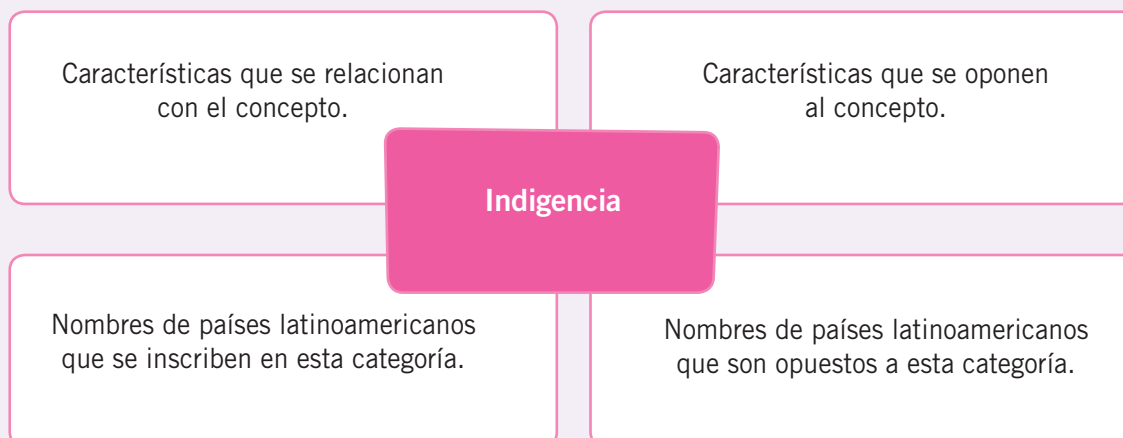 Características que se relacionan
con el concepto.
Características que se oponen
al concepto.
Indigencia
Nombres de países latinoamericanos
que se inscriben en esta categoría.
Nombres de países latinoamericanos
que son opuestos a esta categoría.